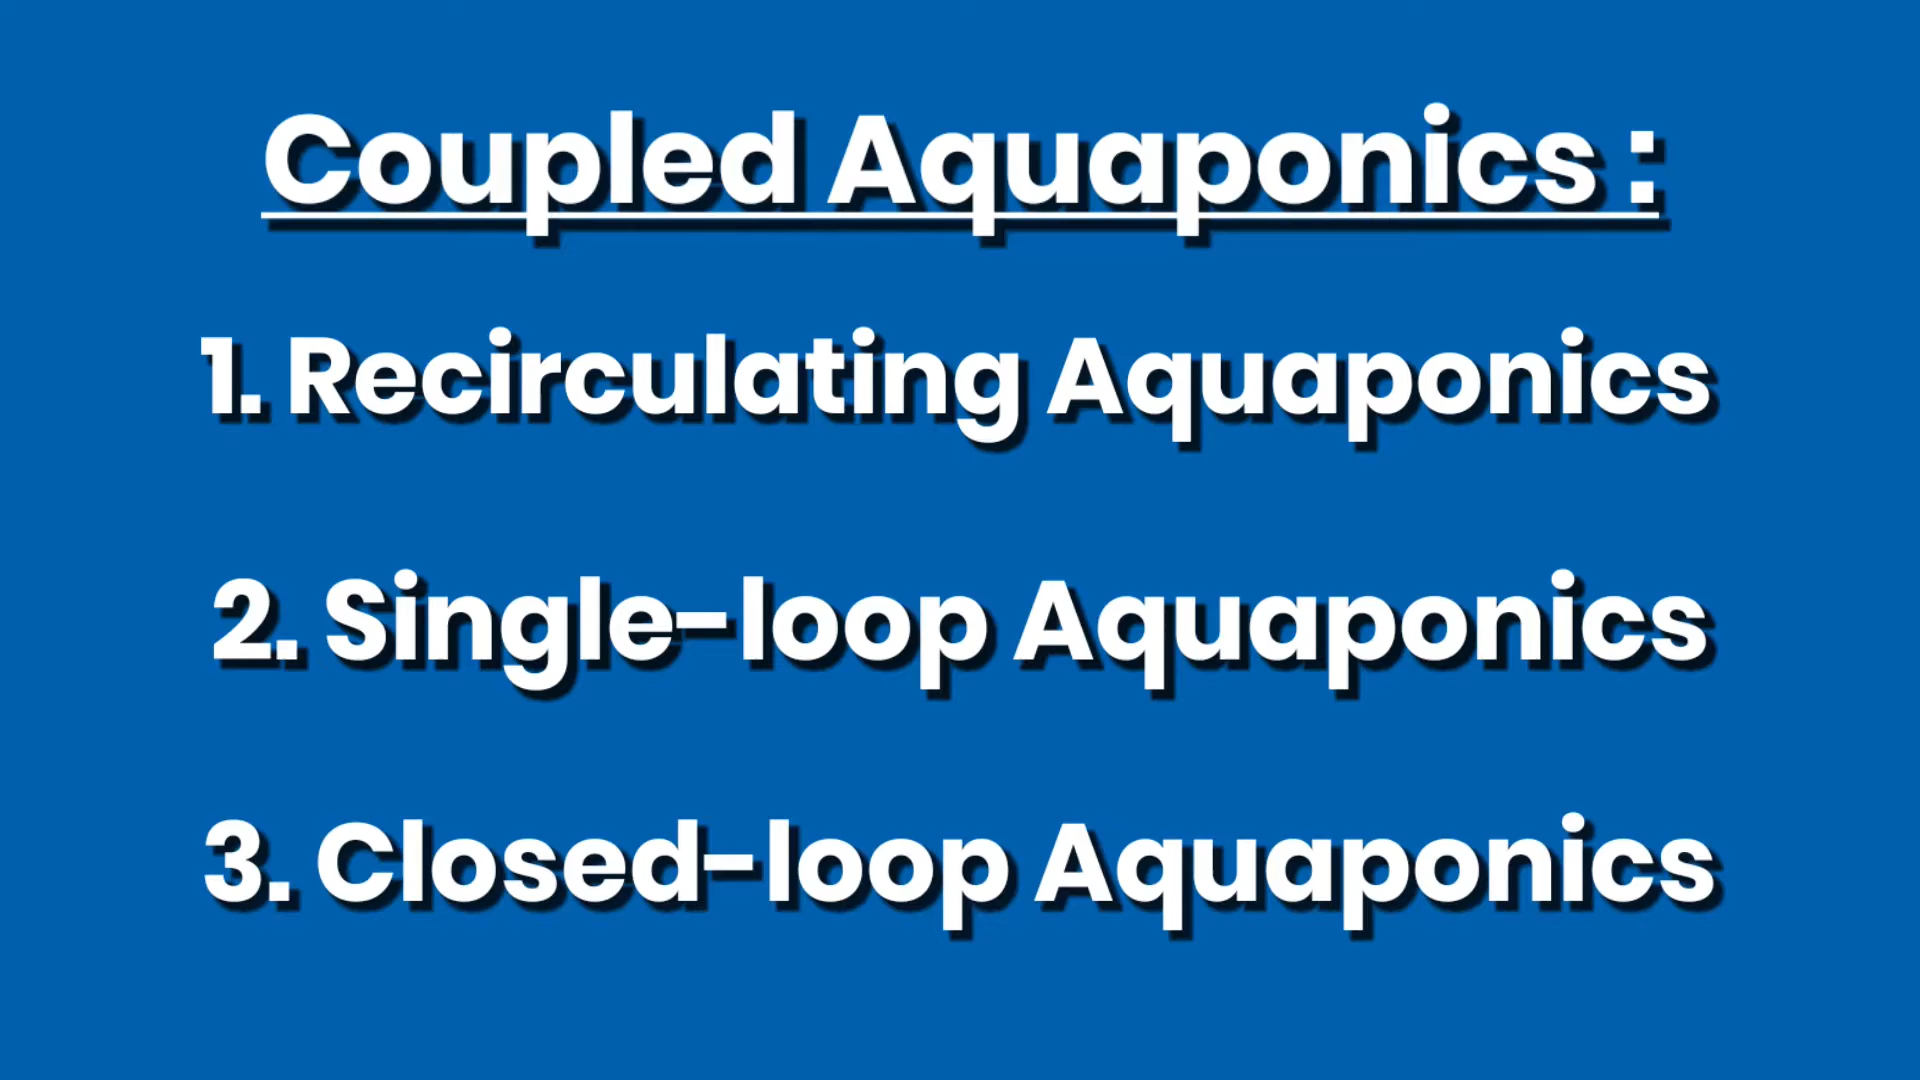 Coupled Aquaponics :
1. Recirculating Aquaponics
2. Single-loop Aquaponics
3. Closed-loop Aquaponics